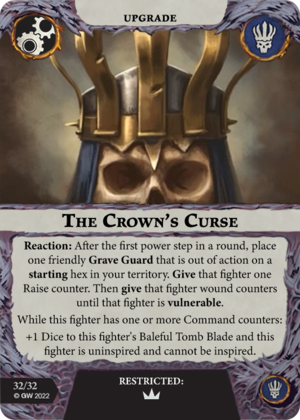 UPGRADE
THE CROWN'S CURSE
Reaction: After the first power step in a round, place
one friendly Grave Guard that is out of action on a
starting hex in your territory. Give that fighter one
Raise counter. Then give that fighter wound counters
until that fighter is vulnerable.
While this fighter has one or more Command counters:
+1 Dice to this fighter's Baleful Tomb Blade and this
fighter is uninspired and cannot be inspired.
32/32
© GW 2022
RESTRICTED: